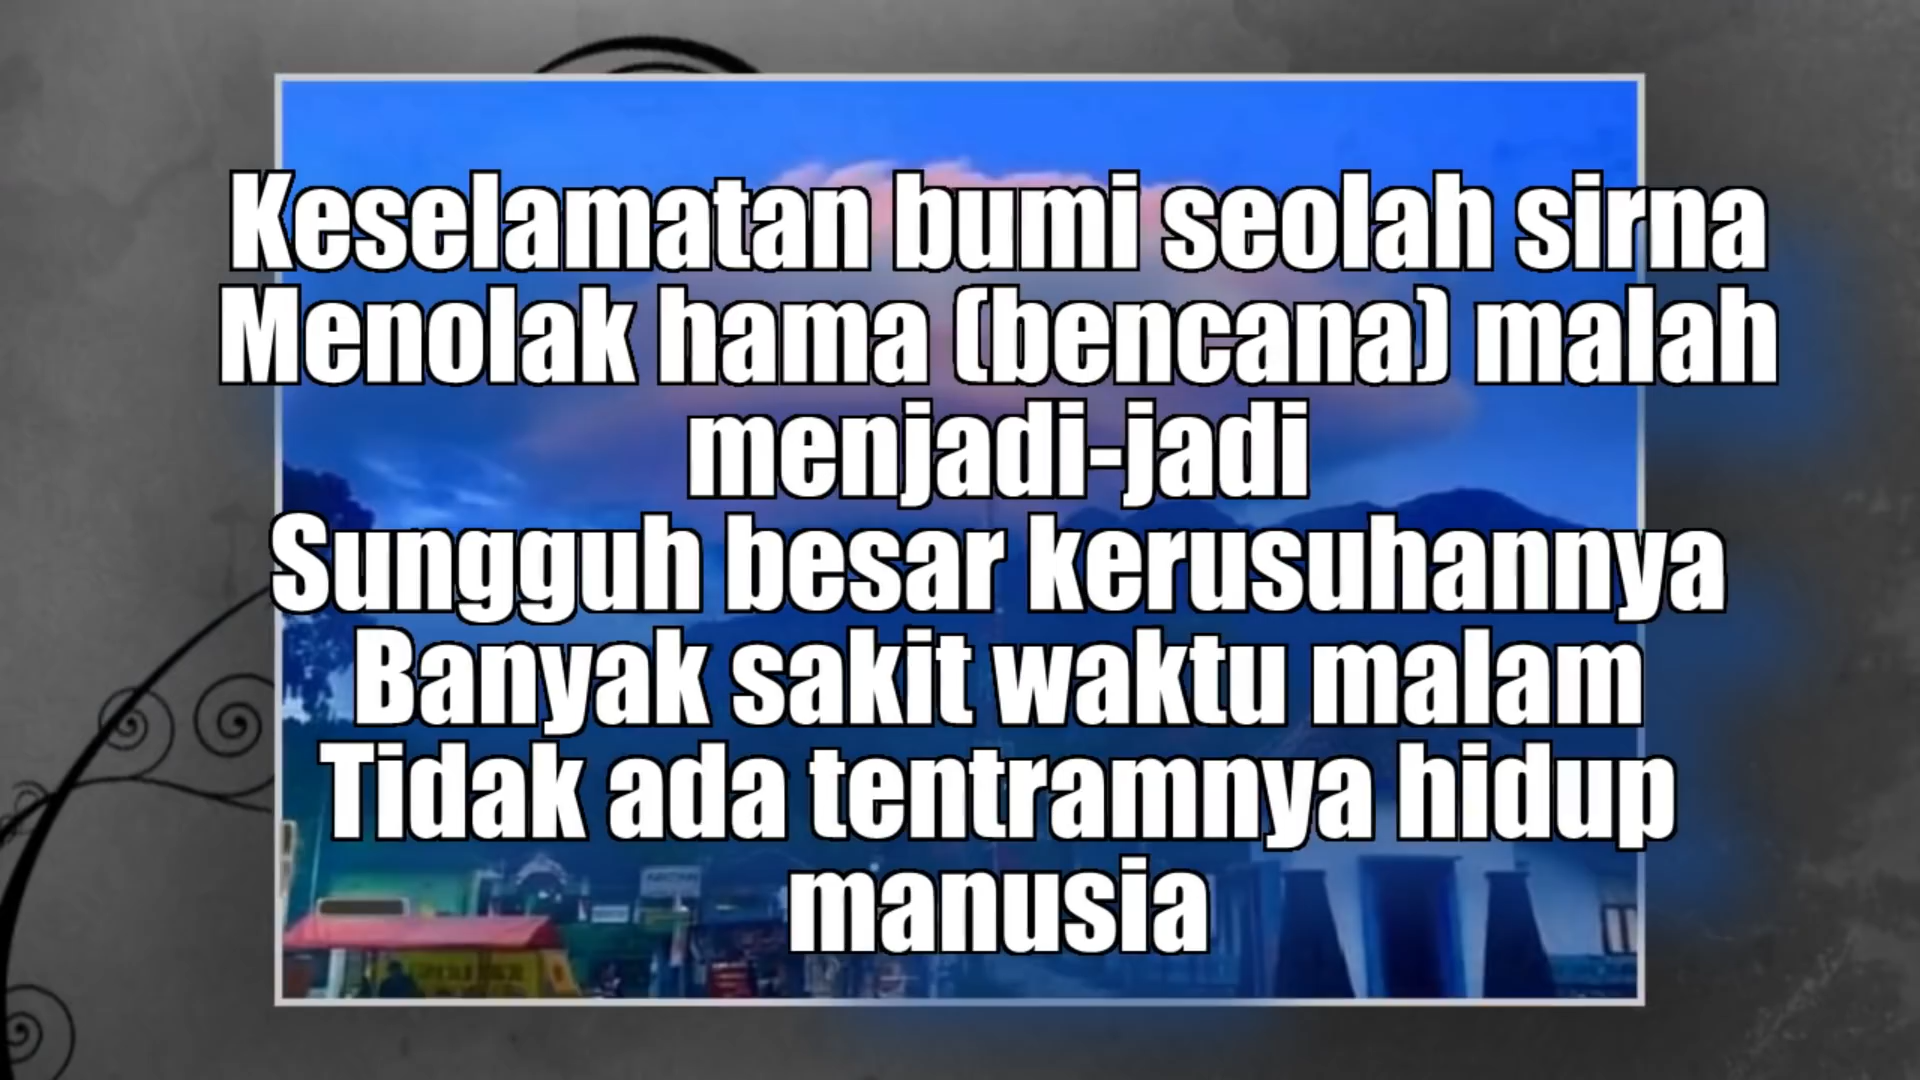 Keselamatan bumi seolah sirna
Menolak hama (bencana) malah
menjadi-jadi
Sungguh besar kerusuhannya
Banyak sakit waktu malam
Tidak ada tentramnya hidup
manusia